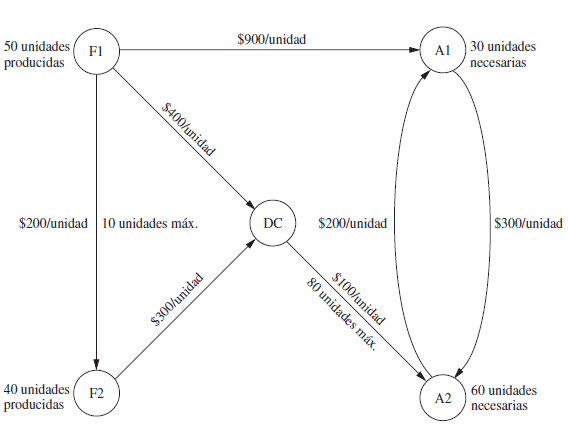 $900/unidad
50 unidades
producidas
F1
A1
30 unidades
necesarias
$400/unidad
$200/unidad
10 unidades máx.
DC
$200/unidad
$300/unidad
$300/unidad
$100/unidad
80 unidades máx.
40 unidades
producidas
F2
A2
60 unidades
necesarias